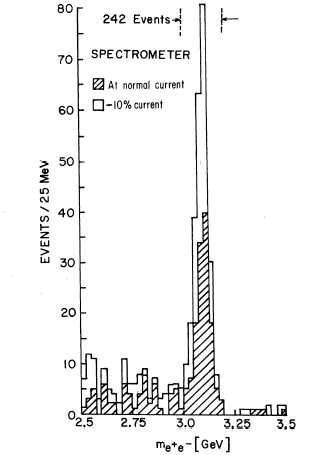 242 Events
80
SPECTROMETER
At normal current
-10% current
70
60
50
40
30
20
10
0
EVENTS / 25 MeV
2.5 2.75 3.0 3.25 3.5
me+e- [GeV]